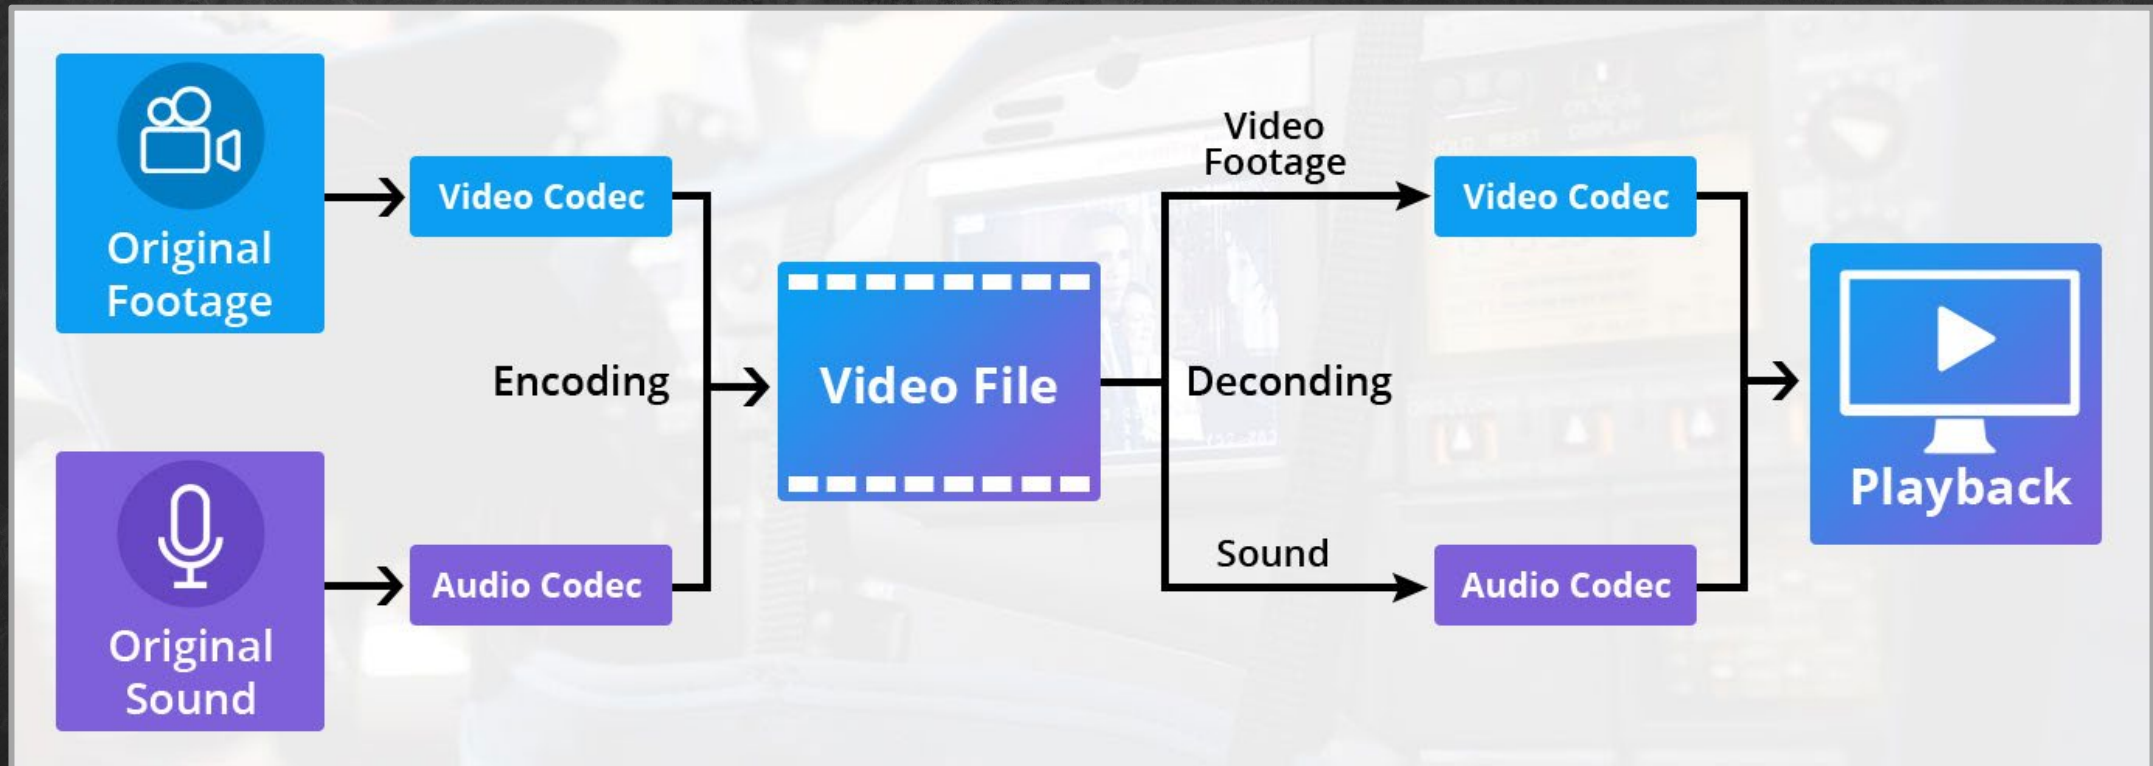 Original
Footage
Video Codec
Encoding
Original
Sound
Audio Codec
Video File
Video
Footage
Deconding
Sound
Video Codec
Audio Codec
Playback